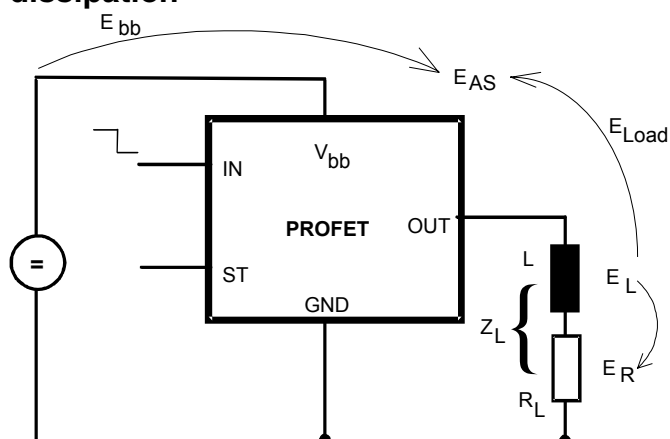 dissipation
E bb
E AS
E Load
V bb
IN
PROFET
OUT
ST
GND
=
L
E L
Z L
E R
R L